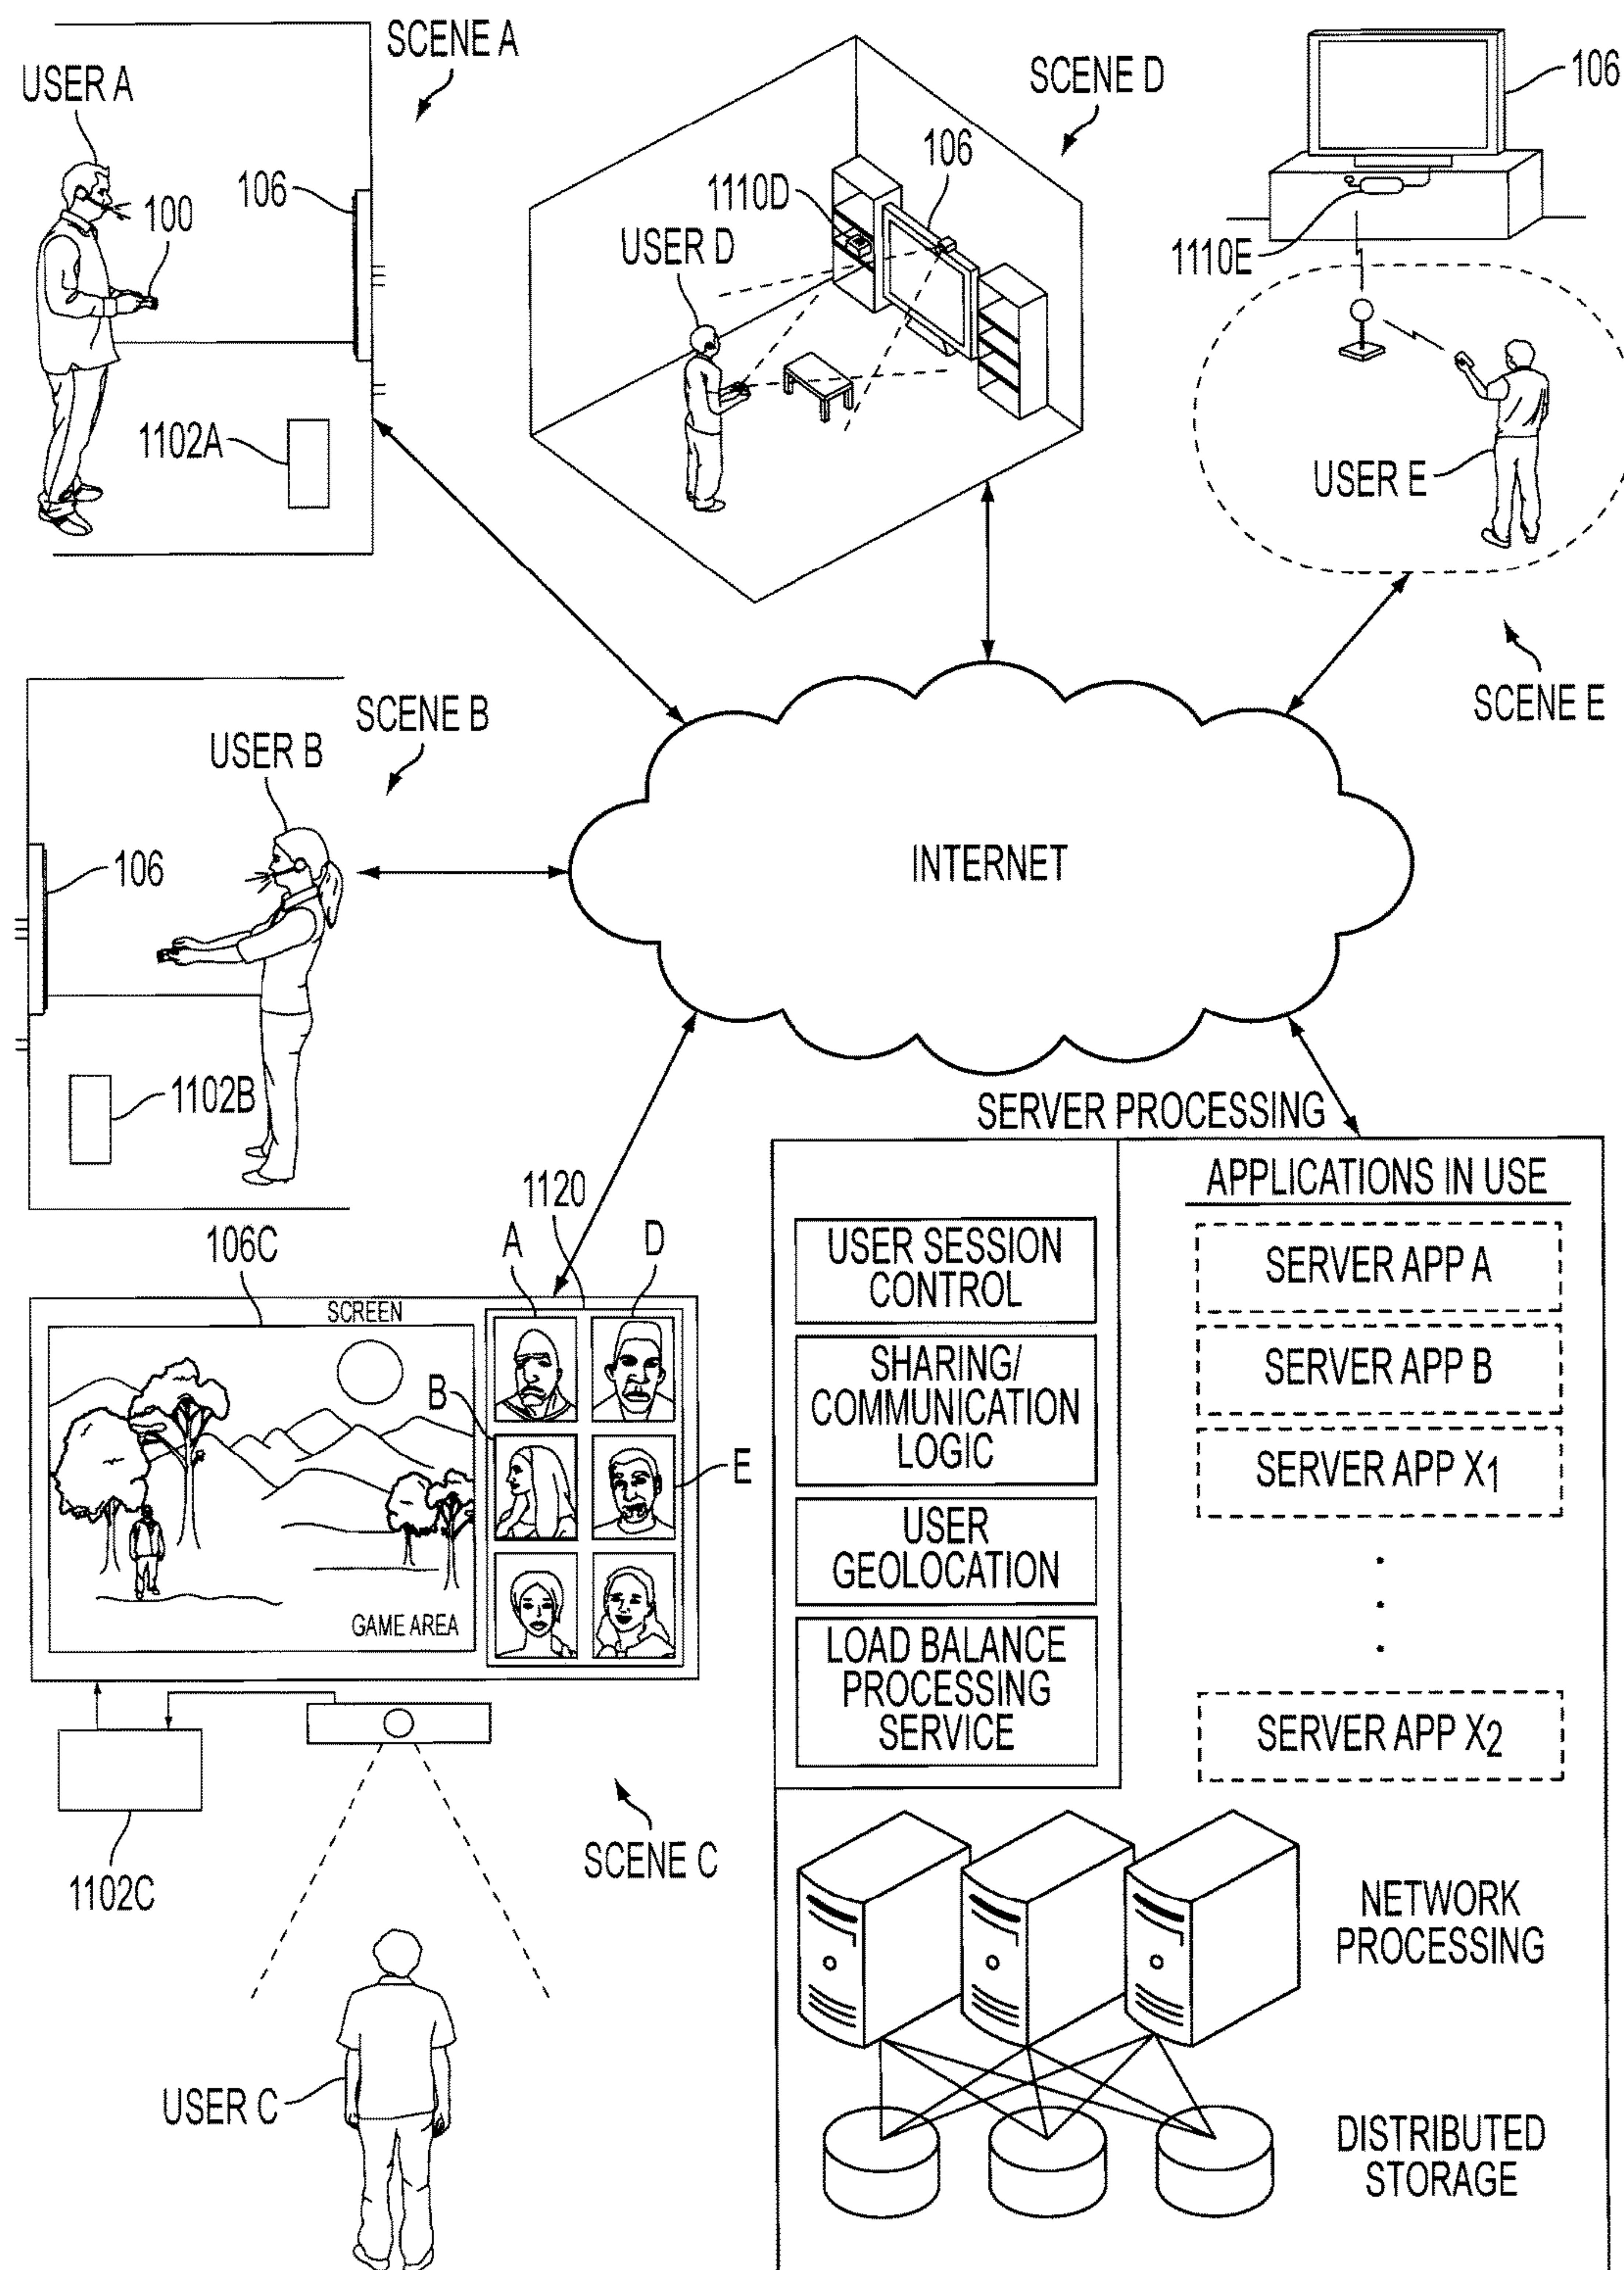 SCENE A
USER A
106
100
1102A
SCENE D
106
1110D
USER D
106
1110E
USER E
SCENE E
SCENE B
USER B
106
1102B
INTERNET
SERVER PROCESSING
1120
106C
A
D
SCREEN
B
E
GAME AREA
1102C
SCENE C
USER C
APPLICATIONS IN USE
USER SESSION
CONTROL
SHARING/
COMMUNICATION
LOGIC
USER
GEOLOCATION
LOAD BALANCE
PROCESSING
SERVICE
SERVER APP A
SERVER APP B
SERVER APP X1
SERVER APP X2
NETWORK
PROCESSING
DISTRIBUTED
STORAGE